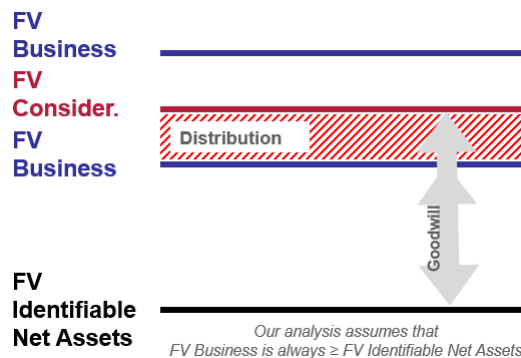 FV
Business
FV
Consider.
Distribution
FV
Business
Goodwill
FV
Identifiable
Net Assets
Our analysis assumes that
FV Business is always ≥ FV Identifiable Net Assets